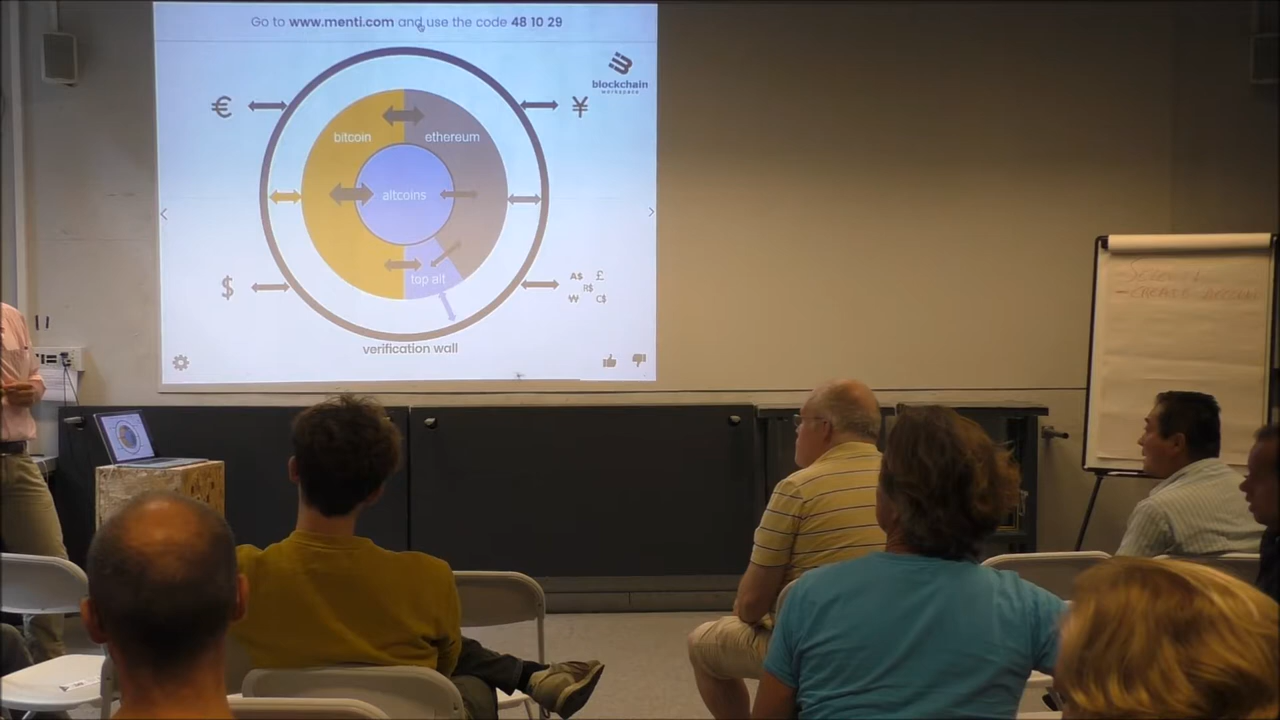 Go to www.menti.com and use the code 48 10 29
blockchain
workspace
€
¥
bitcoin
ethereum
altcoins
top alt
$
A$ £
R$
₩ C$
verification wall